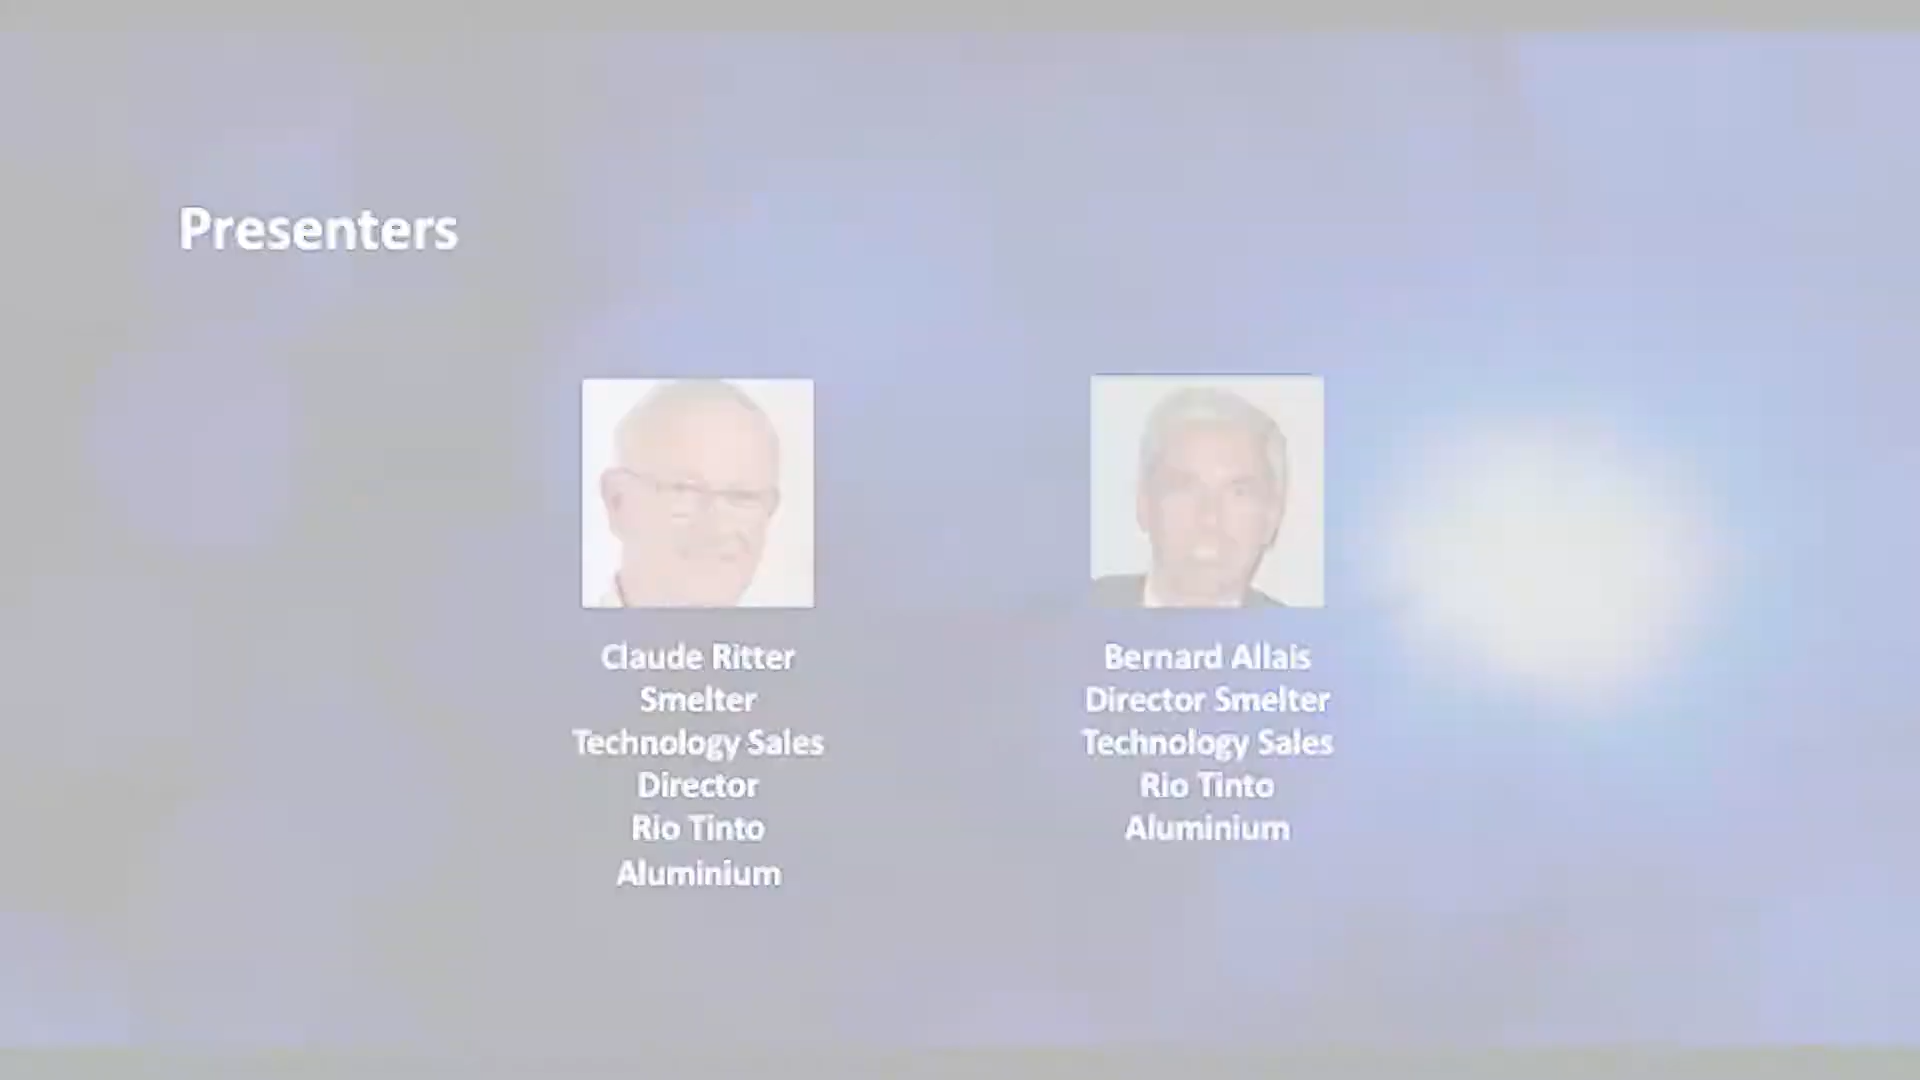 Presenters
Claude Ritter
Smelter
Technology Sales
Director
Rio Tinto
Aluminium
Bernard Allais
Director Smelter
Technology Sales
Rio Tinto
Aluminium